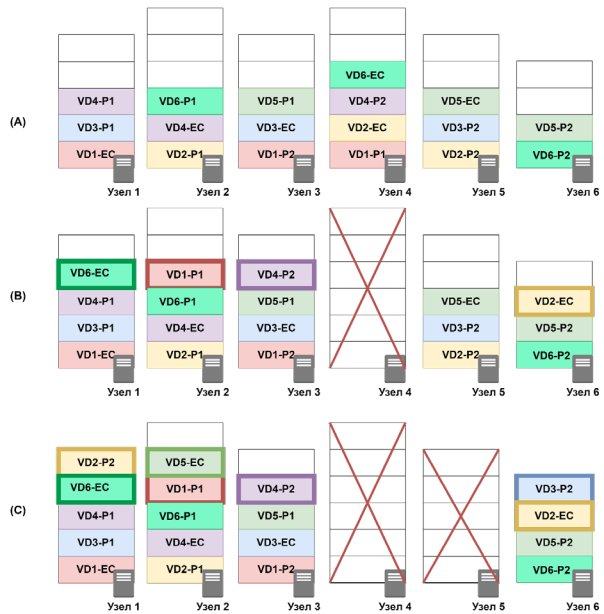 VD6-EC
VD4-P1 VD6-P1 VD5-P1 VD4-P2 VD5-EC
(A) VD3-P1 VD4-EC VD3-EC VD2-EC VD3-P2 VD5-P2
VD1-EC VD2-P1 VD1-P2 VD1-P1 VD2-P2 VD6-P2
Узел 1 Узел 2 Узел 3 Узел 4 Узел 5 Узел 6
VD6-EC VD1-P1 VD4-P2
(B) VD4-P1 VD6-P1 VD5-P1 VD5-EC VD2-EC
VD3-P1 VD4-EC VD3-EC VD3-P2 VD5-P2
VD1-EC VD2-P1 VD1-P2 VD2-P2 VD6-P2
Узел 1 Узел 2 Узел 3 Узел 4 Узел 5 Узел 6
VD2-P2 VD5-EC
VD6-EC VD1-P1 VD4-P2 VD3-P2
(C) VD4-P1 VD6-P1 VD5-P1 VD2-EC
VD3-P1 VD4-EC VD3-EC VD5-P2
VD1-EC VD2-P1 VD1-P2 VD6-P2
Узел 1 Узел 2 Узел 3 Узел 4 Узел 5 Узел 6